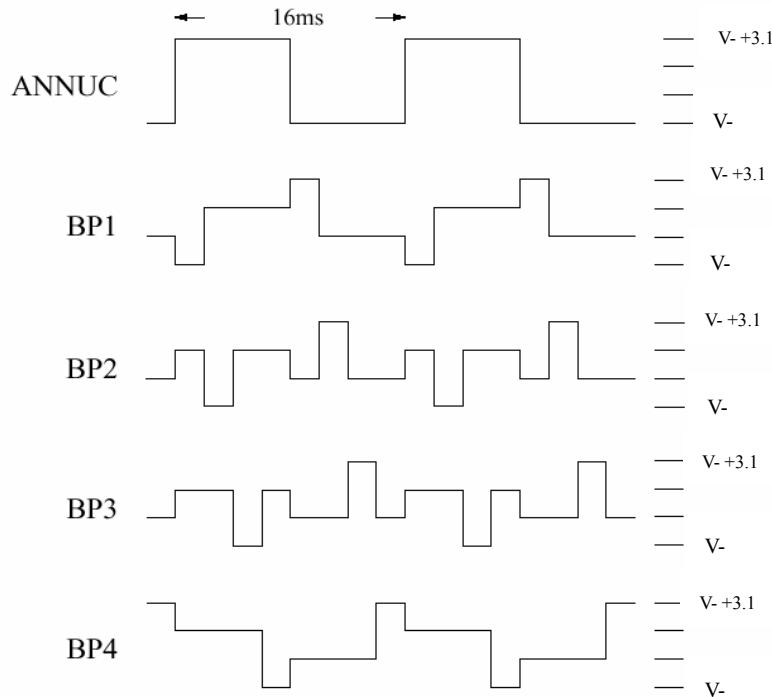 16ms
V- +3.1
ANNUC
V-
V- +3.1
BP1
V-
V- +3.1
BP2
V-
V- +3.1
BP3
V-
V- +3.1
BP4
V-